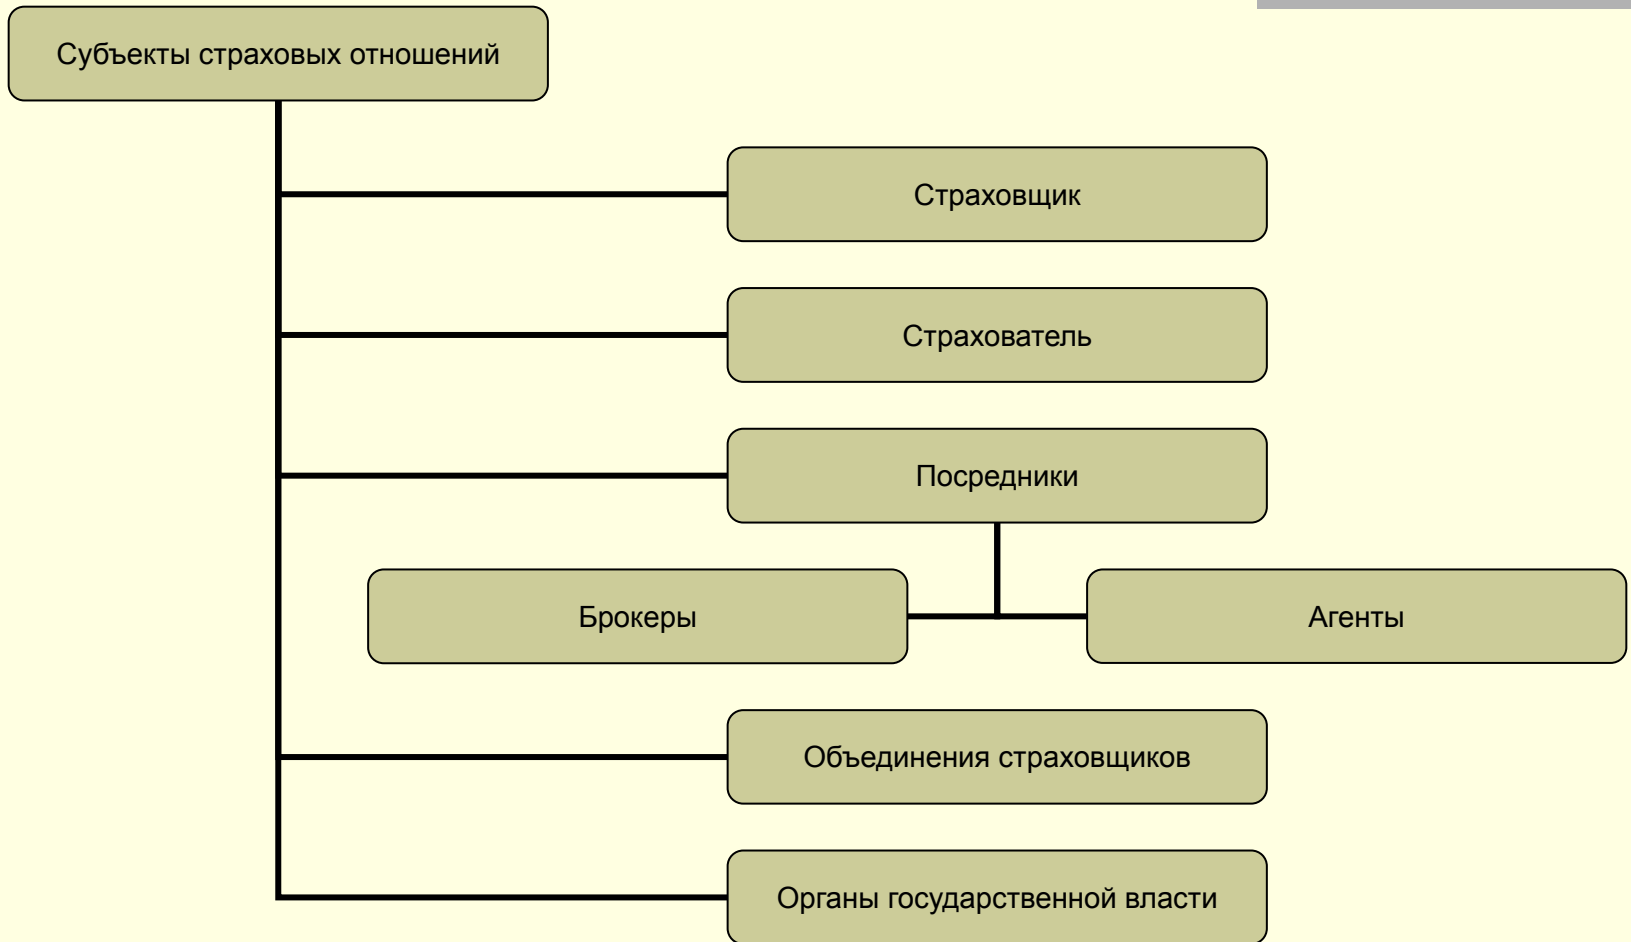 Субъекты страховых отношений
Страховщик
Страхователь
Посредники
Брокеры
Агенты
Объединения страховщиков
Органы государственной власти